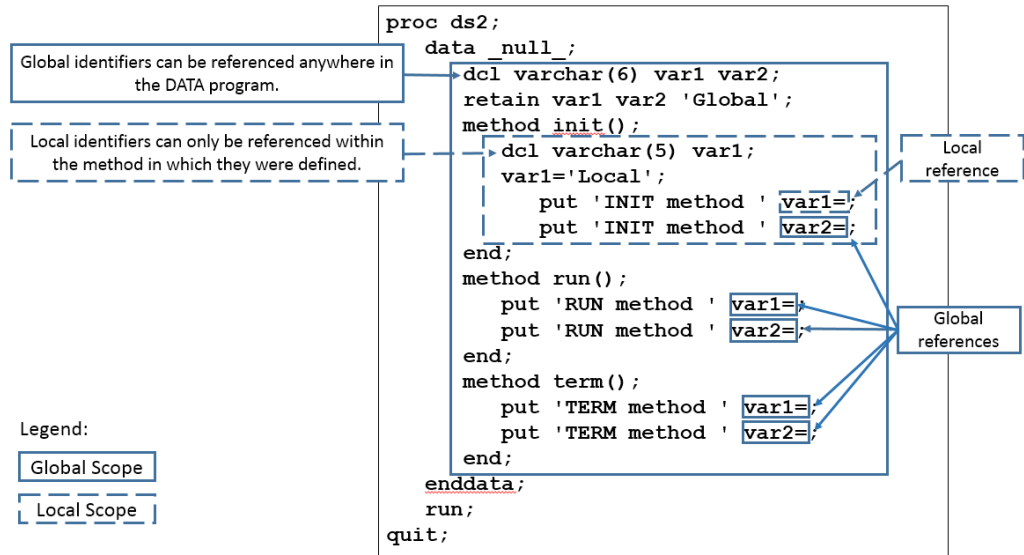 proc ds2;
data _null_;
Global identifiers can be referenced anywhere in
the DATA program.
dcl varchar(6) var1 var2;
retain var1 var2 'Global';
method init();
Local identifiers can only be referenced within
the method in which they were defined.
dcl varchar(5) var1;
var1='Local';
put 'INIT method ' var1=;
put 'INIT method ' var2=;
Local
reference
end;
method run();
put 'RUN method ' var1=;
put 'RUN method ' var2=;
Global
references
end;
method term();
put 'TERM method ' var1=;
put 'TERM method ' var2=;
end;
enddata;
run;
quit;
Legend:
Global Scope
Local Scope